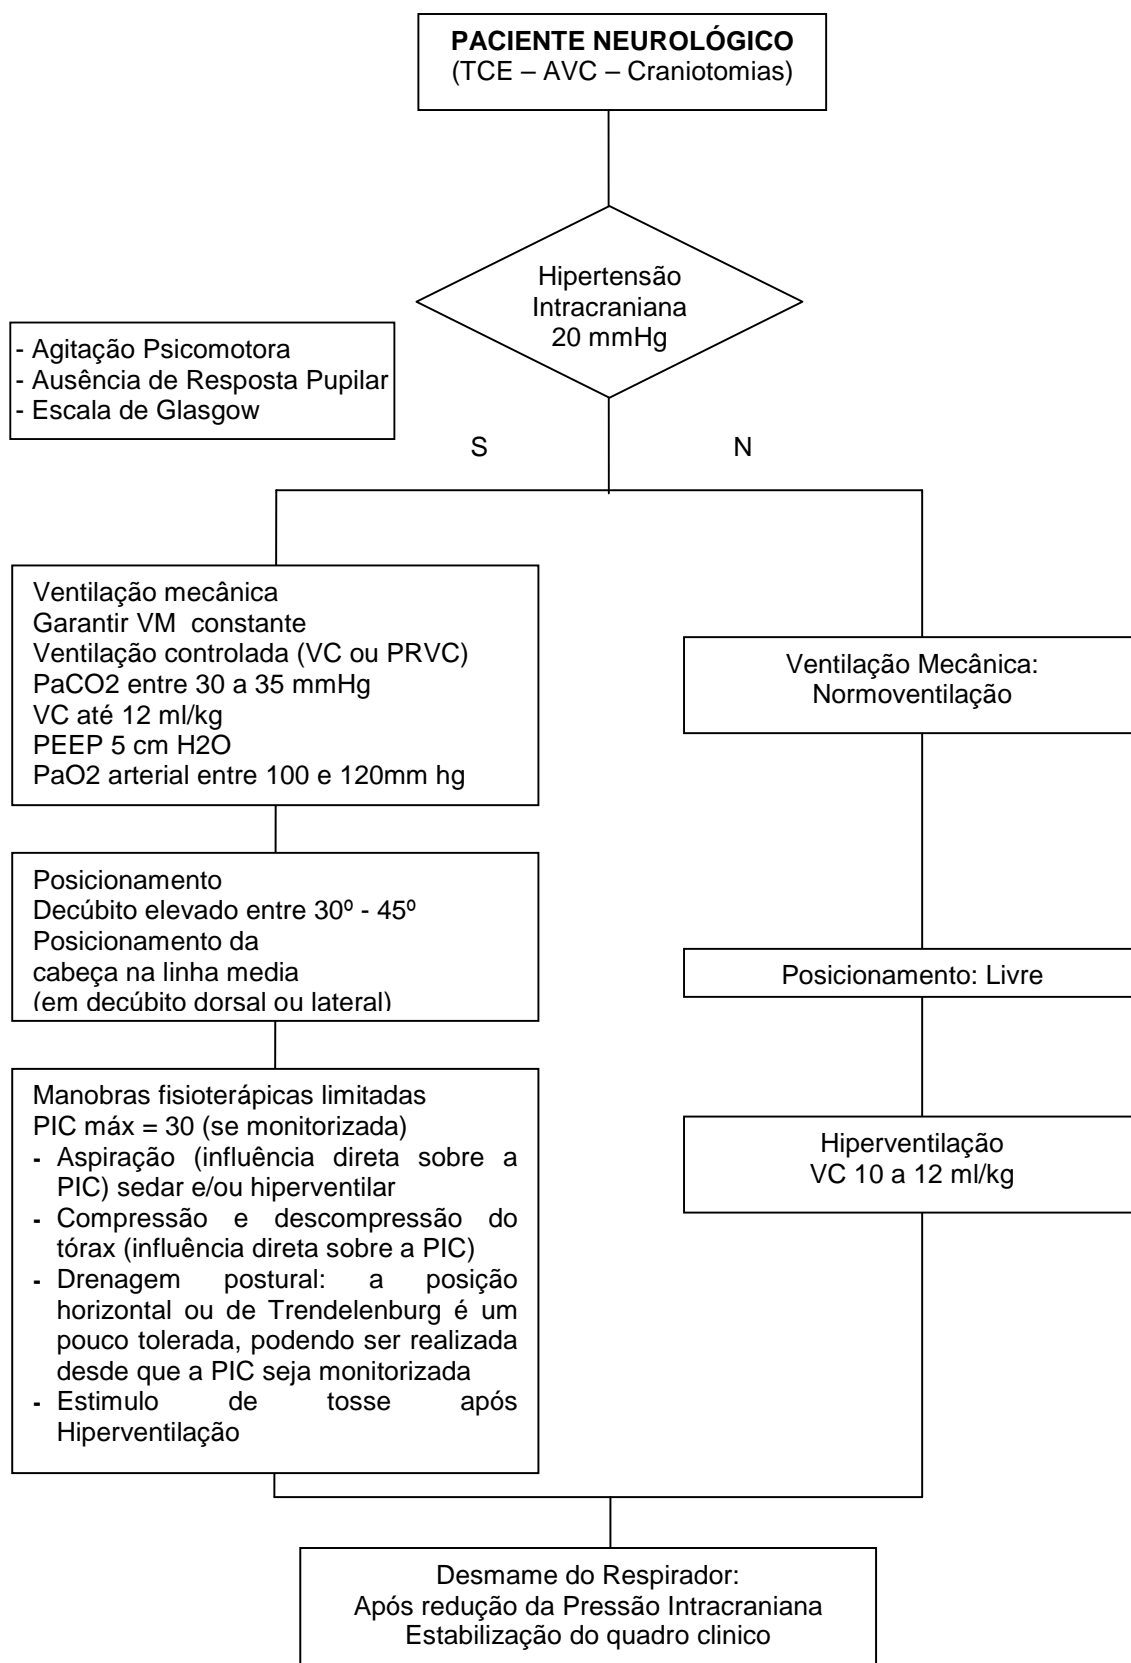 PACIENTE NEUROLÓGICO
(TCE – AVC – Craniotomias)
Hipertensão
Intracraniana
20 mmHg
- Agitação Psicomotora
- Ausência de Resposta Pupilar
- Escala de Glasgow
S
N
Ventilação mecânica
Garantir VM constante
Ventilação controlada (VC ou PRVC)
PaCO2 entre 30 a 35 mmHg
VC até 12 ml/kg
PEEP 5 cm H2O
PaO2 arterial entre 100 e 120mm hg
Ventilação Mecânica:
Normoventilação
Posicionamento
Decúbito elevado entre 30º - 45º
Posicionamento da
cabeça na linha media
(em decúbito dorsal ou lateral)
Posicionamento: Livre
Manobras fisioterápicas limitadas
PIC máx = 30 (se monitorizada)
- Aspiração (influência direta sobre a
PIC) sedar e/ou hiperventilar
- Compressão e descompressão do
tórax (influência direta sobre a PIC)
- Drenagem postural: a posição
horizontal ou de Trendelenburg é um
pouco tolerada, podendo ser realizada
desde que a PIC seja monitorizada
- Estimulo de tosse após
Hiperventilação
Hiperventilação
VC 10 a 12 ml/kg
Desmame do Respirador:
Após redução da Pressão Intracraniana
Estabilização do quadro clinico